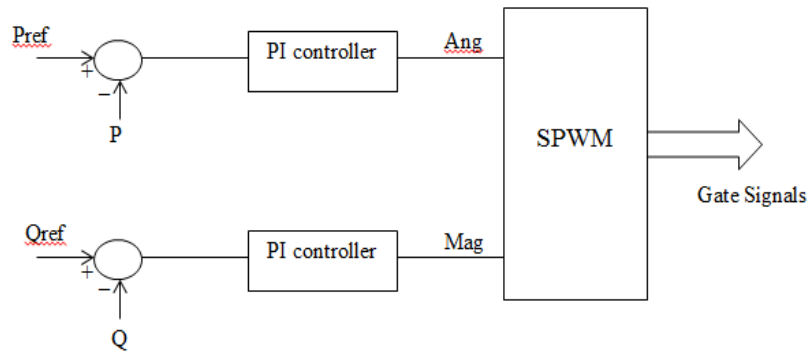 Pref
+
−
P
PI controller
Ang
SPWM
Gate Signals
Qref
+
−
Q
PI controller
Mag